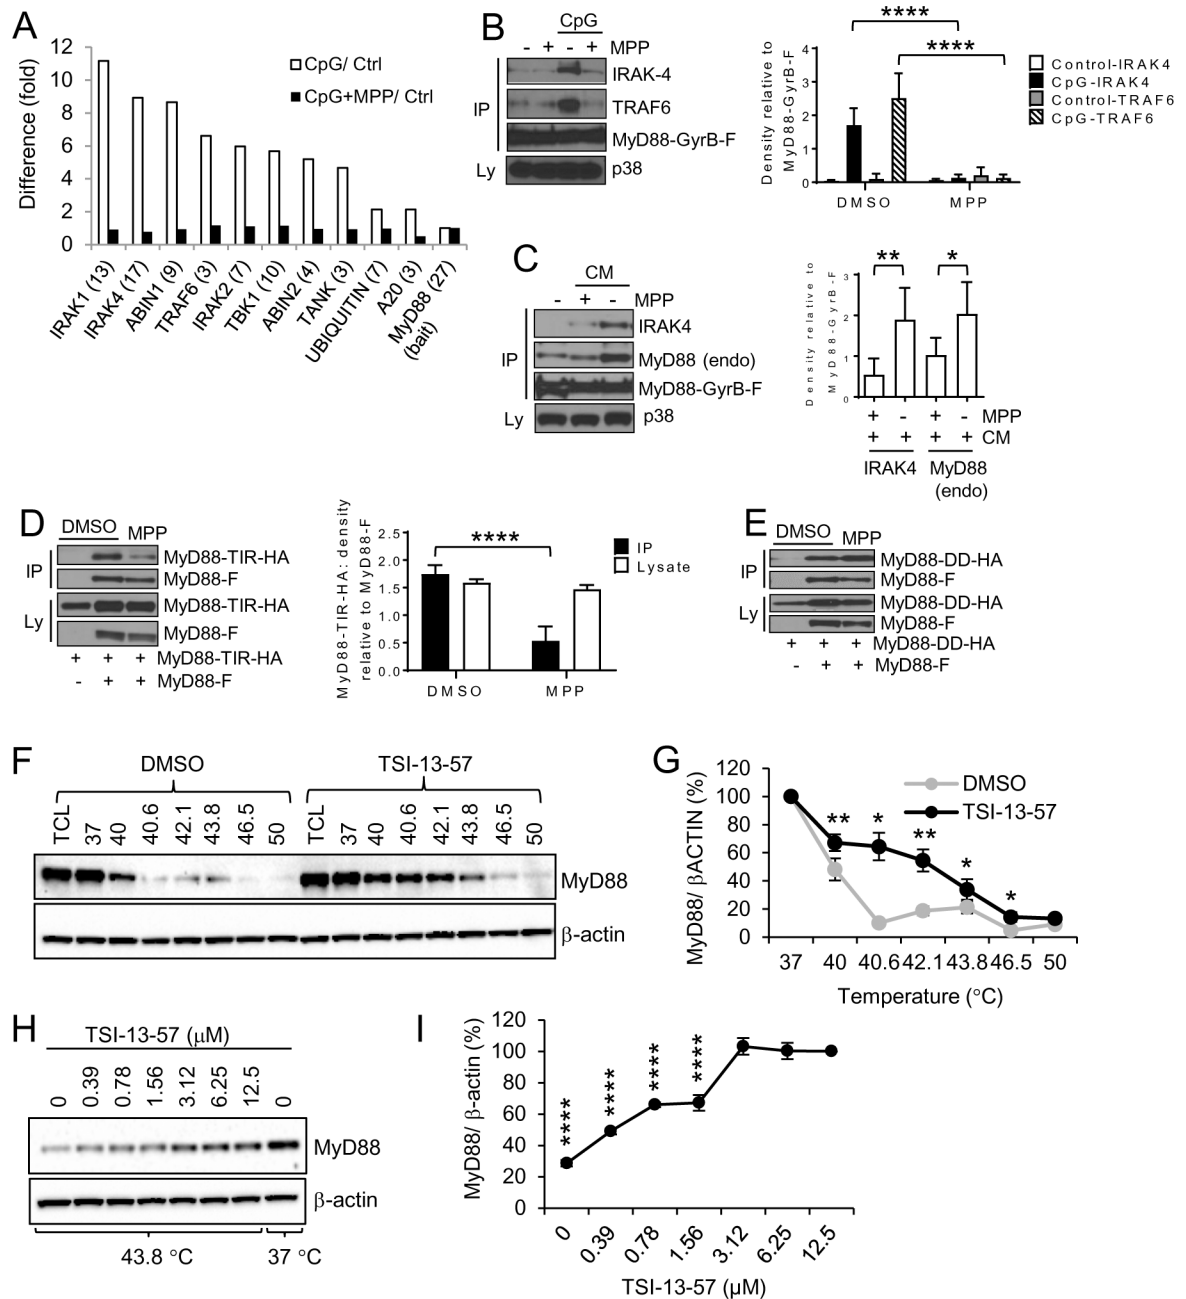 A
12
10
8
6
4
2
0
Difference (fold)
CpG/ Ctrl
CpG+MPP/ Ctrl
IRAK1 (13)
IRAK4 (17)
ABIN1 (9)
TRAF6 (3)
IRAK2 (7)
TBK1 (10)
ABIN2 (4)
TANK (3)
UBIQUITIN (7)
A20 (3)
MyD88 (27)
(bait)
B
CpG
- + - + MPP
IP
IRAK-4
TRAF6
MyD88-GyrB-F
Ly
p38
Density relative to
MyD88-GyrB-F
4
3
2
1
0
****
****
DMSO
MPP
Control-IRAK4
CpG-IRAK4
Control-TRAF6
CpG-TRAF6
C
CM
- + - MPP
IP
IRAK4
MyD88 (endo)
MyD88-GyrB-F
Ly
p38
Density relative to
MyD88-GyrB-F
3
2
1
0
** *
+ - + - MPP
+ + + + CM
IRAK4
MyD88
(endo)
D
DMSO MPP
IP
MyD88-TIR-HA
MyD88-F
Ly
MyD88-TIR-HA
MyD88-F
+ + + MyD88-TIR-HA
- + + MyD88-F
MyD88-TIR-HA: density
relative to MyD88-F
2.5
2.0
1.5
1.0
0.5
0.0
****
IP
Lysate
DMSO
MPP
E
DMSO MPP
IP
MyD88-DD-HA
MyD88-F
Ly
MyD88-DD-HA
MyD88-F
+ + + MyD88-DD-HA
- + + MyD88-F
F
DMSO
TSI-13-57
TCL 37 40 40.6 42.1 43.8 46.5 50 TCL 37 40 40.6 42.1 43.8 46.5 50
MyD88
β-actin
G
MyD88/ βACTIN (%)
120
100
80
60
40
20
0
DMSO
TSI-13-57
** * ** * *
37 40 40.6 42.1 43.8 46.5 50
Temperature (°C)
H
TSI-13-57 (μM)
0 0.39 0.78 1.56 3.12 6.25 12.5 0
MyD88
β-actin
43.8 °C
37 °C
I
MyD88/ β-actin (%)
120
100
80
60
40
20
0
**** **** **** ****
0 0.39 0.78 1.56 3.12 6.25 12.5
TSI-13-57 (μM)